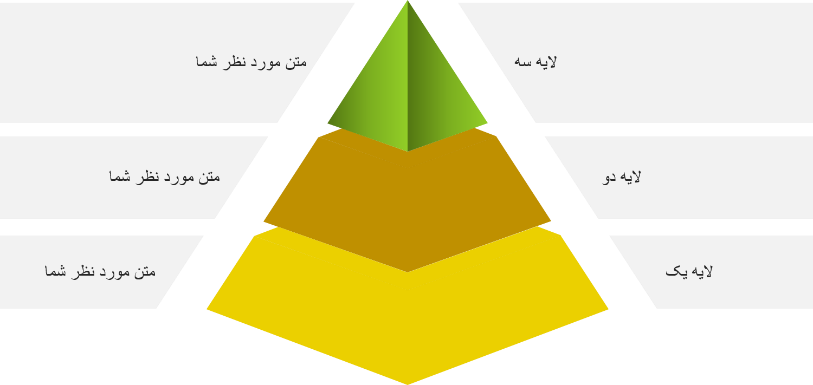 لایه سه
متن مورد نظر شما
لایه دو
متن مورد نظر شما
لایه یک
متن مورد نظر شما